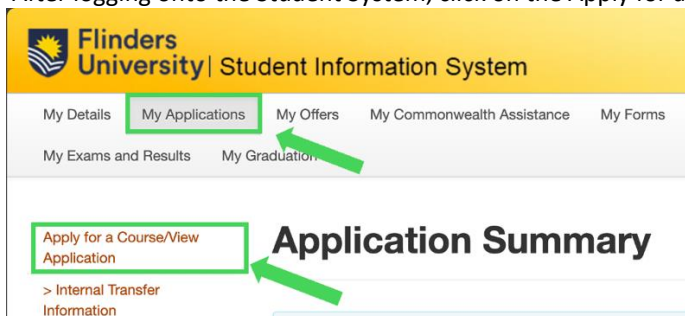 After logging onto the Student System, click on the Apply for a
Flinders
University | Student Information System
My Details My Applications My Offers My Commonwealth Assistance My Forms
My Exams and Results My Graduation
Apply for a Course/View
Application
Application Summary
> Internal Transfer
Information